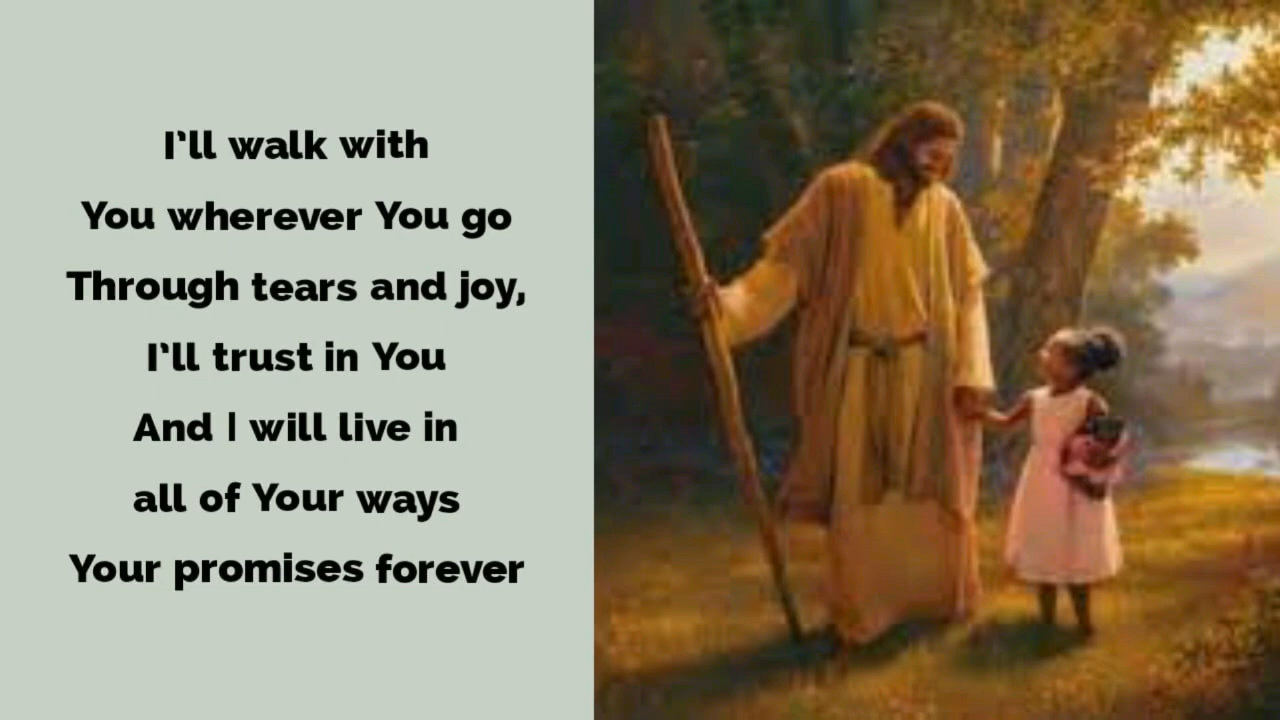 I’ll walk with
You wherever You go
Through tears and joy,
I’ll trust in You
And I will live in
all of Your ways
Your promises forever